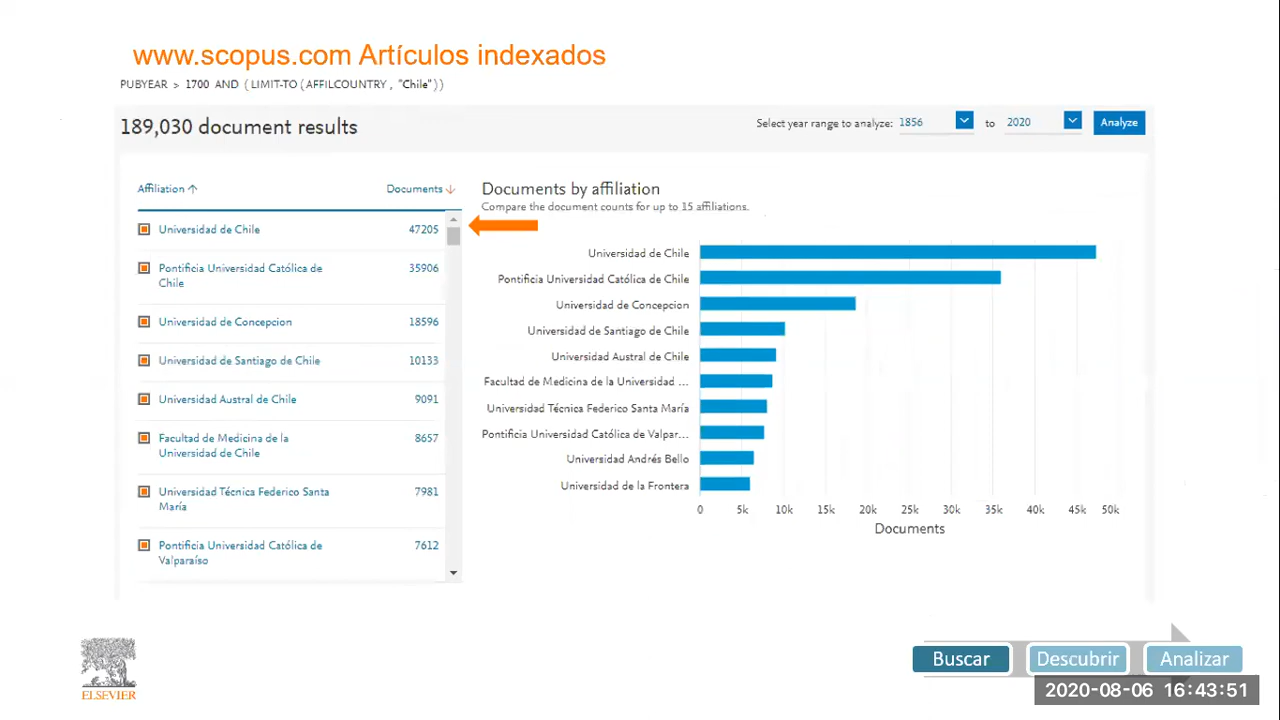 www.scopus.com Artículos indexados
PUBYEAR > 1700 AND (LIMIT-TO (AFFILCOUNTRY, "Chile"))
189,030 document results
Select year range to analyze: 1856 to 2020 Analyze
Affiliation Documents
Universidad de Chile 47205
Pontificia Universidad Católica de
Chile 35906
Universidad de Concepcion 18596
Universidad de Santiago de Chile 10133
Universidad Austral de Chile 9091
Facultad de Medicina de la
Universidad de Chile 8657
Universidad Técnica Federico Santa
María 7981
Pontificia Universidad Católica de
Valparaíso 7612
Documents by affiliation
Compare the document counts for up to 15 affiliations.
Universidad de Chile
Pontificia Universidad Católica de Chile
Universidad de Concepcion
Universidad de Santiago de Chile
Universidad Austral de Chile
Facultad de Medicina de la Universidad ...
Universidad Técnica Federico Santa María
Pontificia Universidad Católica de Valpar...
Universidad Andrés Bello
Universidad de la Frontera
0 5k 10k 15k 20k 25k 30k 35k 40k 45k 50k
Documents
ELSEVIER
Buscar Descubrir Analizar
2020-08-06 16:43:51